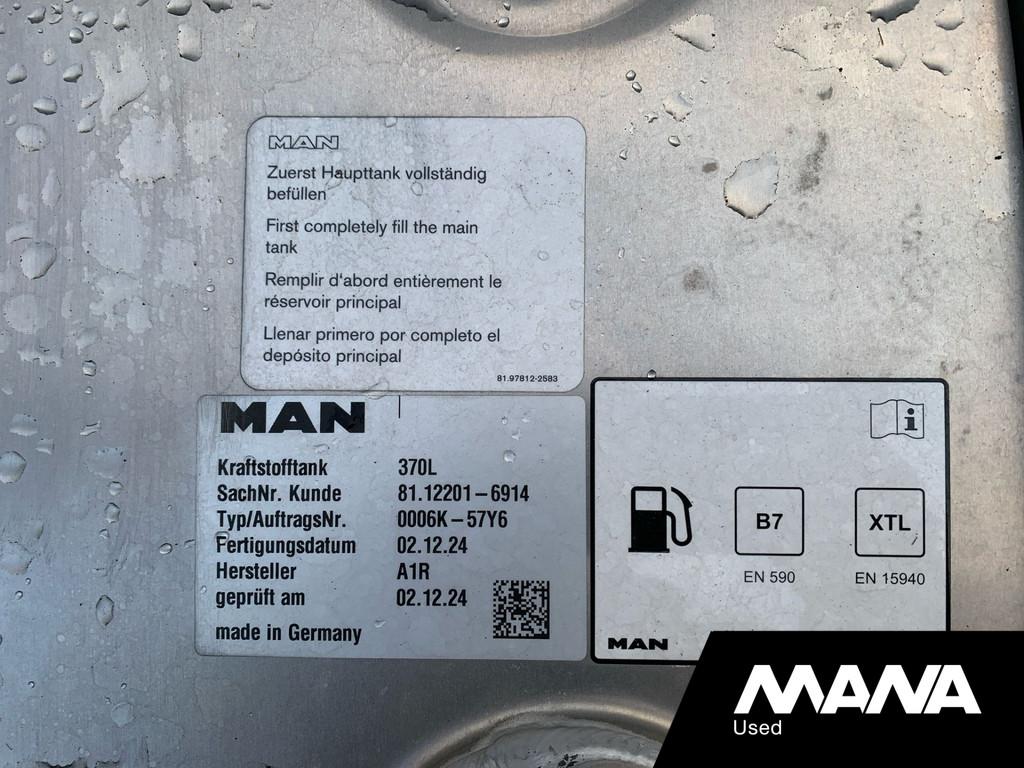 MAN
Zuerst Haupttank vollständig
befüllen
First completely fill the main
tank
Remplir d'abord entièrement le
réservoir principal
Llenar primero por completo el
depósito principal
81.97812-2583
MAN
Kraftstofftank 370L
SachNr. Kunde 81.12201-6914
Typ/AuftragsNr. 0006K-57Y6
Fertigungsdatum 02.12.24
Hersteller A1R
geprüft am 02.12.24
made in Germany
i
B7 XTL
EN 590 EN 15940
MAN
MANA
Used